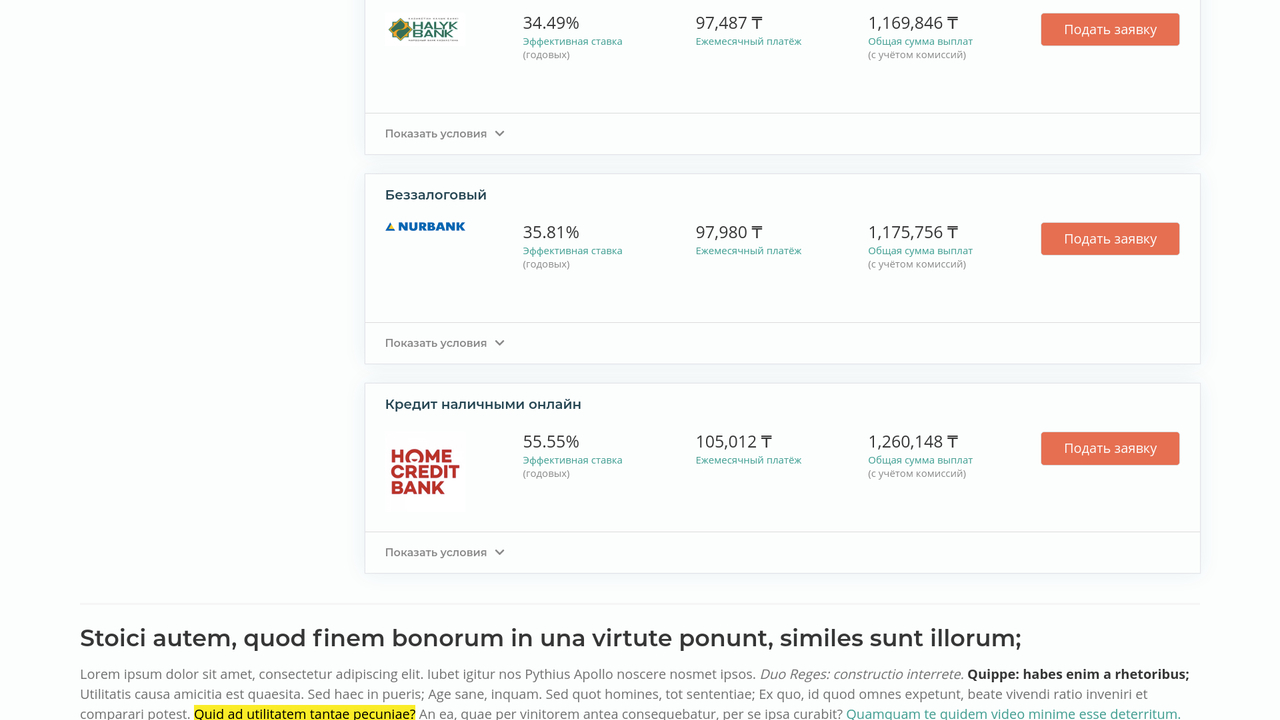 HALYK
BANK
34.49%
Эффективная ставка
(годовых)
97,487 ₸
Ежемесячный платёж
1,169,846 ₸
Общая сумма выплат
(с учётом комиссий)
Подать заявку
Показать условия
Беззалоговый
NURBANK
35.81%
Эффективная ставка
(годовых)
97,980 ₸
Ежемесячный платёж
1,175,756 ₸
Общая сумма выплат
(с учётом комиссий)
Подать заявку
Показать условия
Кредит наличными онлайн
HOME
CREDIT
BANK
55.55%
Эффективная ставка
(годовых)
105,012 ₸
Ежемесячный платёж
1,260,148 ₸
Общая сумма выплат
(с учётом комиссий)
Подать заявку
Показать условия
Stoici autem, quod finem bonorum in una virtute ponunt, similes sunt illorum;
Lorem ipsum dolor sit amet, consectetur adipiscing elit. Iubet igitur nos Pythius Apollo noscere nosmet ipsos. Duo Reges: constructio interrete. Quippe: habes enim a rhetoribus;
Utilitatis causa amicitia est quaesita. Sed haec in pueris; Age sane, inquam. Sed quot homines, tot sententiae; Ex quo, id quod omnes expetunt, beate vivendi ratio inveniri et
comparari potest. Quid ad utilitatem tantae pecuniae? An ea, quae per vinitorem antea consequebatur, per se ipsa curabit? Quamquam te quidem video minime esse deterritum.